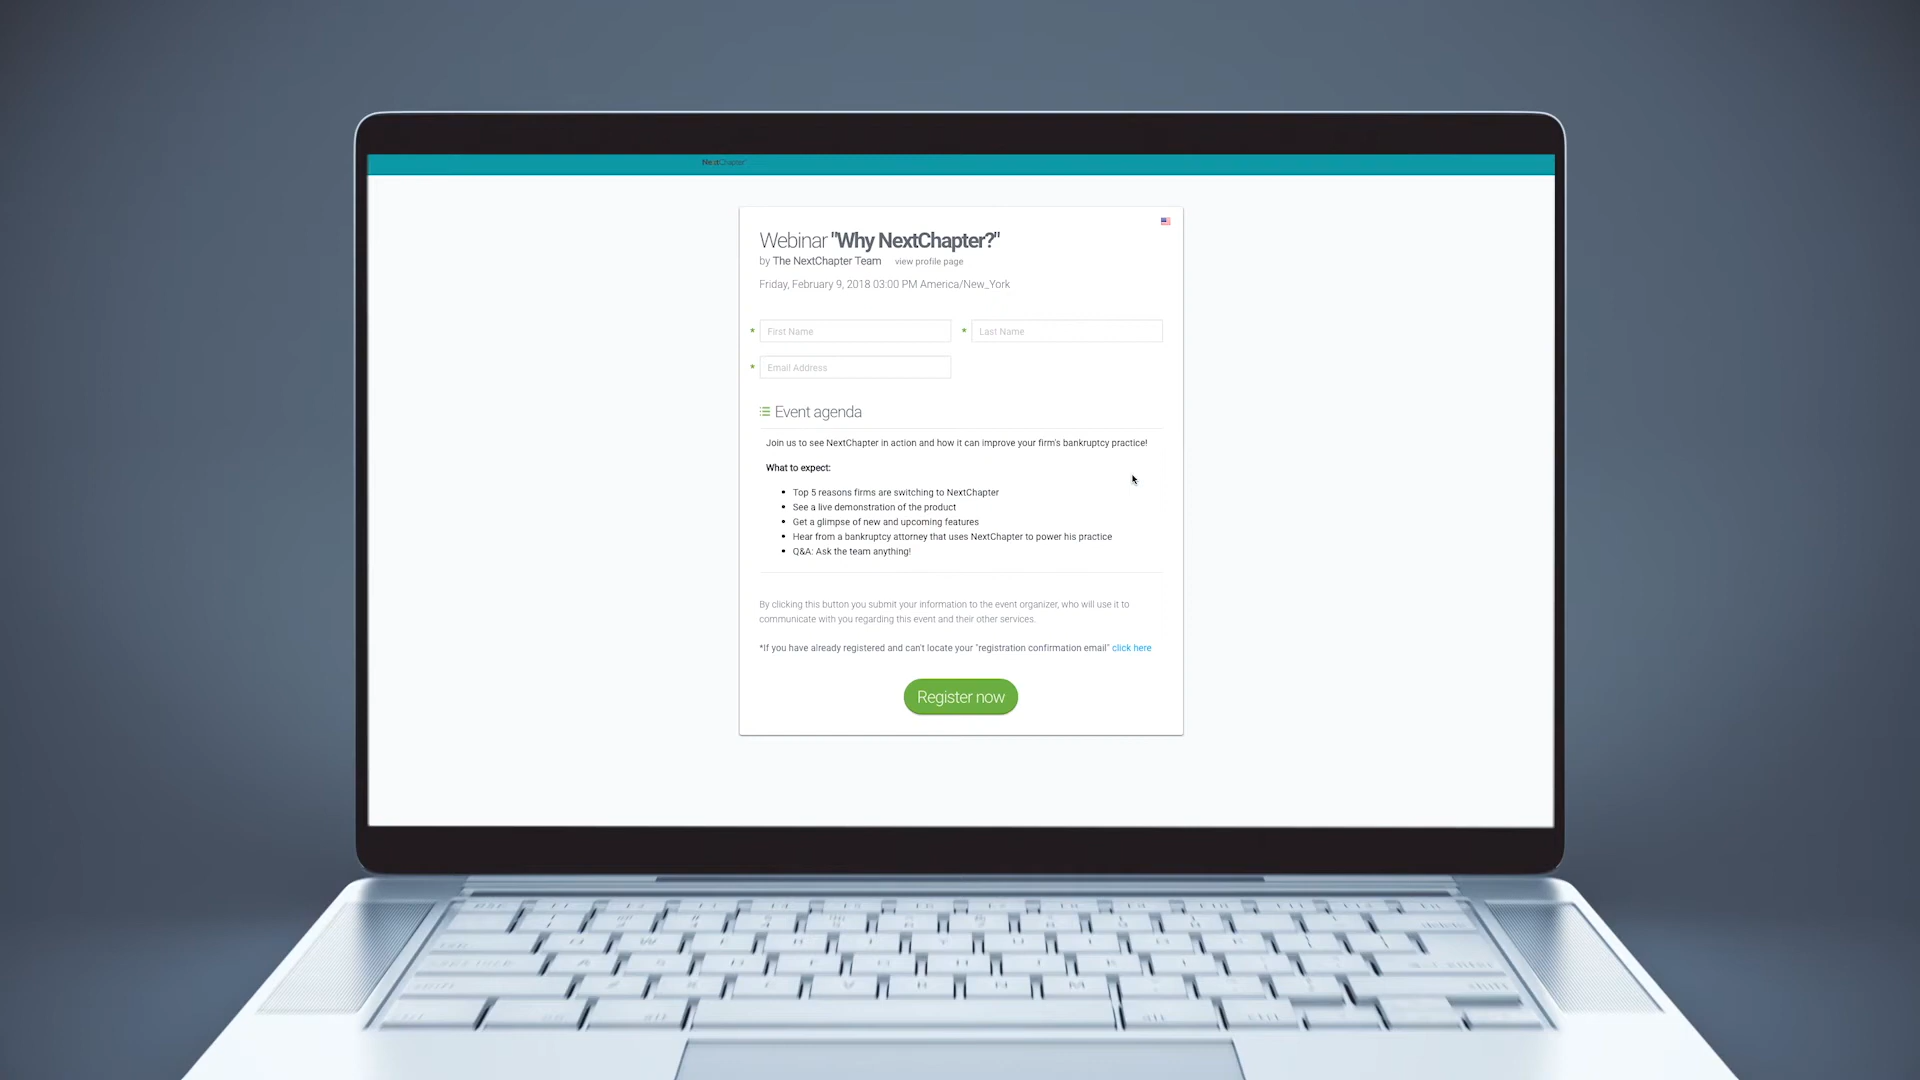 NextChapter
Webinar "Why NextChapter?"
by The NextChapter Team view profile page
Friday, February 9, 2018 03:00 PM America/New_York
* First Name * Last Name
* Email Address
Event agenda
Join us to see NextChapter in action and how it can improve your firm's bankruptcy practice!
What to expect:
• Top 5 reasons firms are switching to NextChapter
• See a live demonstration of the product
• Get a glimpse of new and upcoming features
• Hear from a bankruptcy attorney that uses NextChapter to power his practice
• Q&A: Ask the team anything!
By clicking this button you submit your information to the event organizer, who will use it to
communicate with you regarding this event and their other services.
*If you have already registered and can't locate your "registration confirmation email" click here
Register now